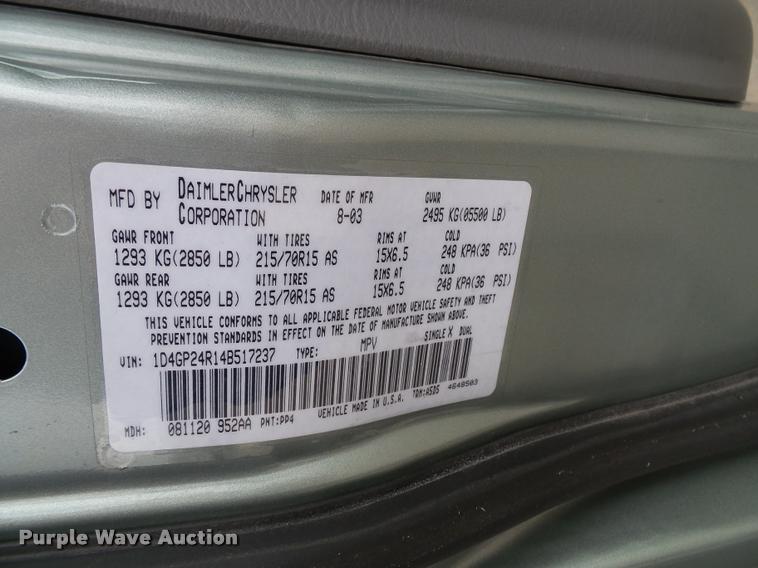 MFD BY DAIMLERCHRYSLER CORPORATION DATE OF MFR 8-03 GVWR 2495 KG(05500 LB)
GAWR FRONT WITH TIRES RIMS AT COLD
1293 KG(2850 LB) 215/70R15 AS 15X6.5 248 KPA(36 PSI)
GAWR REAR WITH TIRES RIMS AT COLD
1293 KG(2850 LB) 215/70R15 AS 15X6.5 248 KPA(36 PSI)
THIS VEHICLE CONFORMS TO ALL APPLICABLE FEDERAL MOTOR VEHICLE SAFETY AND THEFT
PREVENTION STANDARDS IN EFFECT ON THE DATE OF MANUFACTURE SHOWN ABOVE.
VIN: 1D4GP24R14B517237 TYPE: MPV SINGLE X DUAL
MDH: 081120 952AA PNT:PP4 VEHICLE MADE IN U.S.A. TRM:ASD5 4648503
Purple Wave Auction